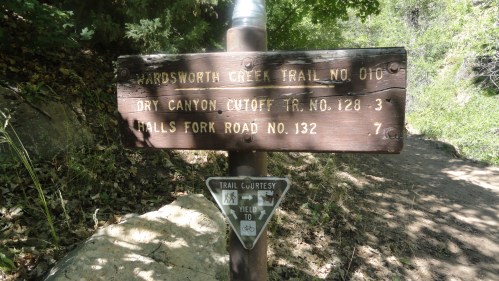 WARDSWORTH CREEK TRAIL NO. 010
DRY CANYON CUTOFF TR. NO. 128 3
HALLS FORK ROAD NO. 132 7
TRAIL COURTESY
YIELD
TO